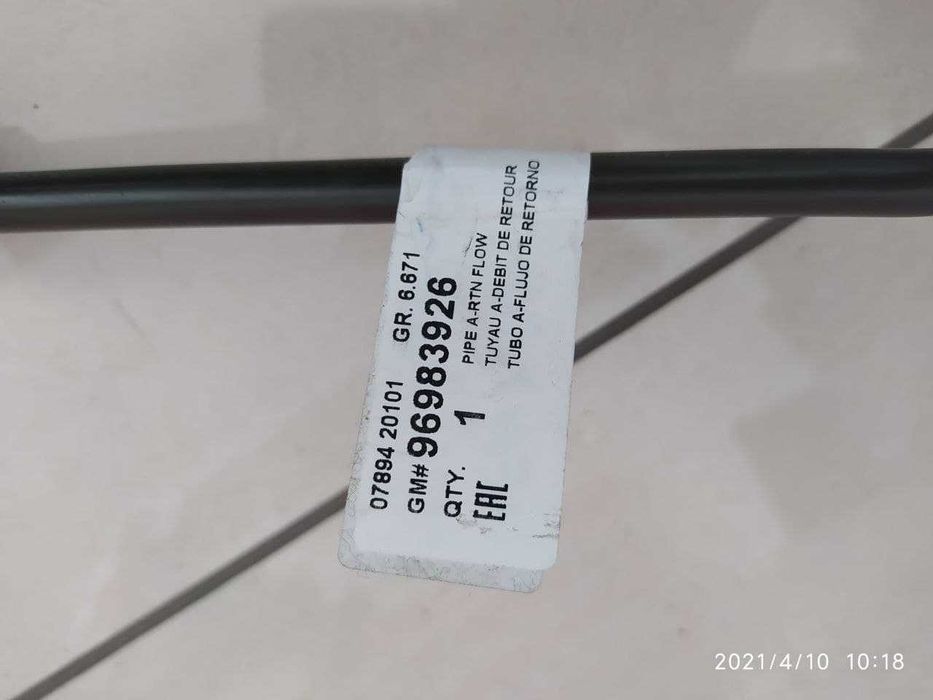 07894 20101 GR. 6.671
GM# 96983926
QTY. 1 PIPE A-RTN FLOW
TUYAU A-DEBIT DE RETOUR
EAC TUBO A-FLUJO DE RETORNO
2021/4/10 10:18